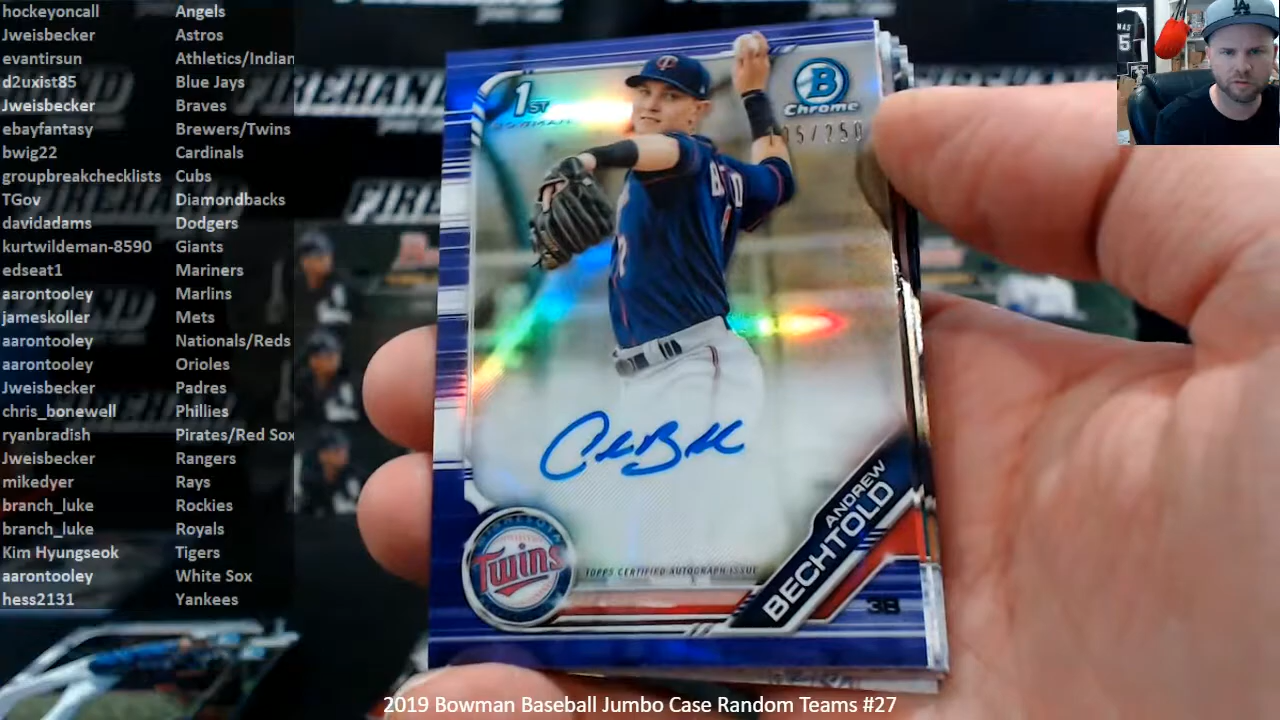 hockeyoncall Angels
Jweisbecker Astros
evantirsun Athletics/Indian
d2uxist85 Blue Jays
Jweisbecker Braves
ebayfantasy Brewers/Twins
bwig22 Cardinals
groupbreakchecklists Cubs
TGov Diamondbacks
davidadams Dodgers
kurtwildeman-8590 Giants
edseat1 Mariners
aarontooley Marlins
jameskoller Mets
aarontooley Nationals/Reds
aarontooley Orioles
Jweisbecker Padres
chris_bonewell Phillies
ryanbradish Pirates/Red Sox
Jweisbecker Rangers
mikedyer Rays
branch_luke Rockies
branch_luke Royals
Kim Hyungseok Tigers
aarontooley White Sox
hess2131 Yankees
1ST
BOWMAN
B
Chrome
/250
MINNESOTA
Twins
TOPPS CERTIFIED AUTOGRAPH ISSUE
ANDREW
BECHTOLD
3B
LA
2019 Bowman Baseball Jumbo Case Random Teams #27